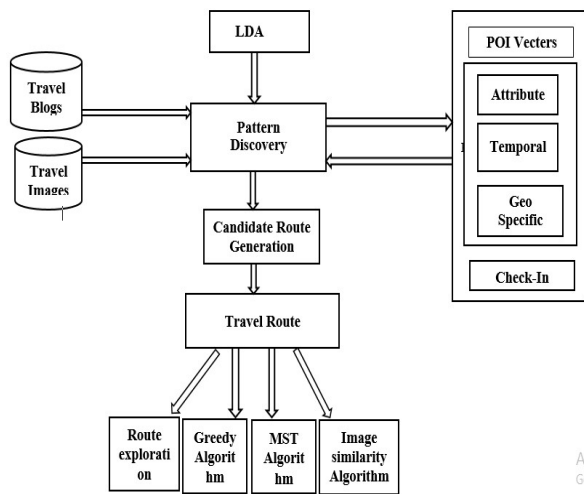 LDA
POI Vecters
Travel
Blogs
Attribute
Pattern
Discovery
Temporal
Travel
Images
Geo
Specific
Candidate Route
Generation
Check-In
Travel Route
Route
explorati
on
Greedy
Algorit
hm
MST
Algorit
hm
Image
similarity
Algorithm